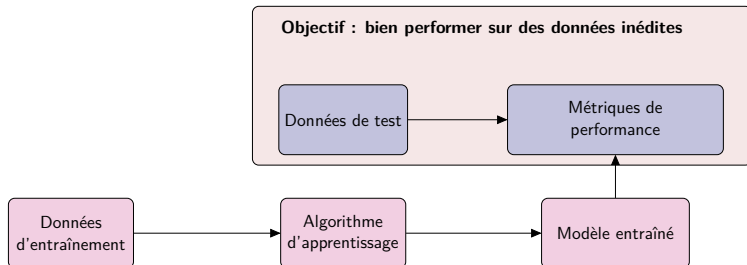 Objectif : bien performer sur des données inédites
Données de test
Métriques de
performance
Données
d'entraînement
Algorithme
d'apprentissage
Modèle entraîné